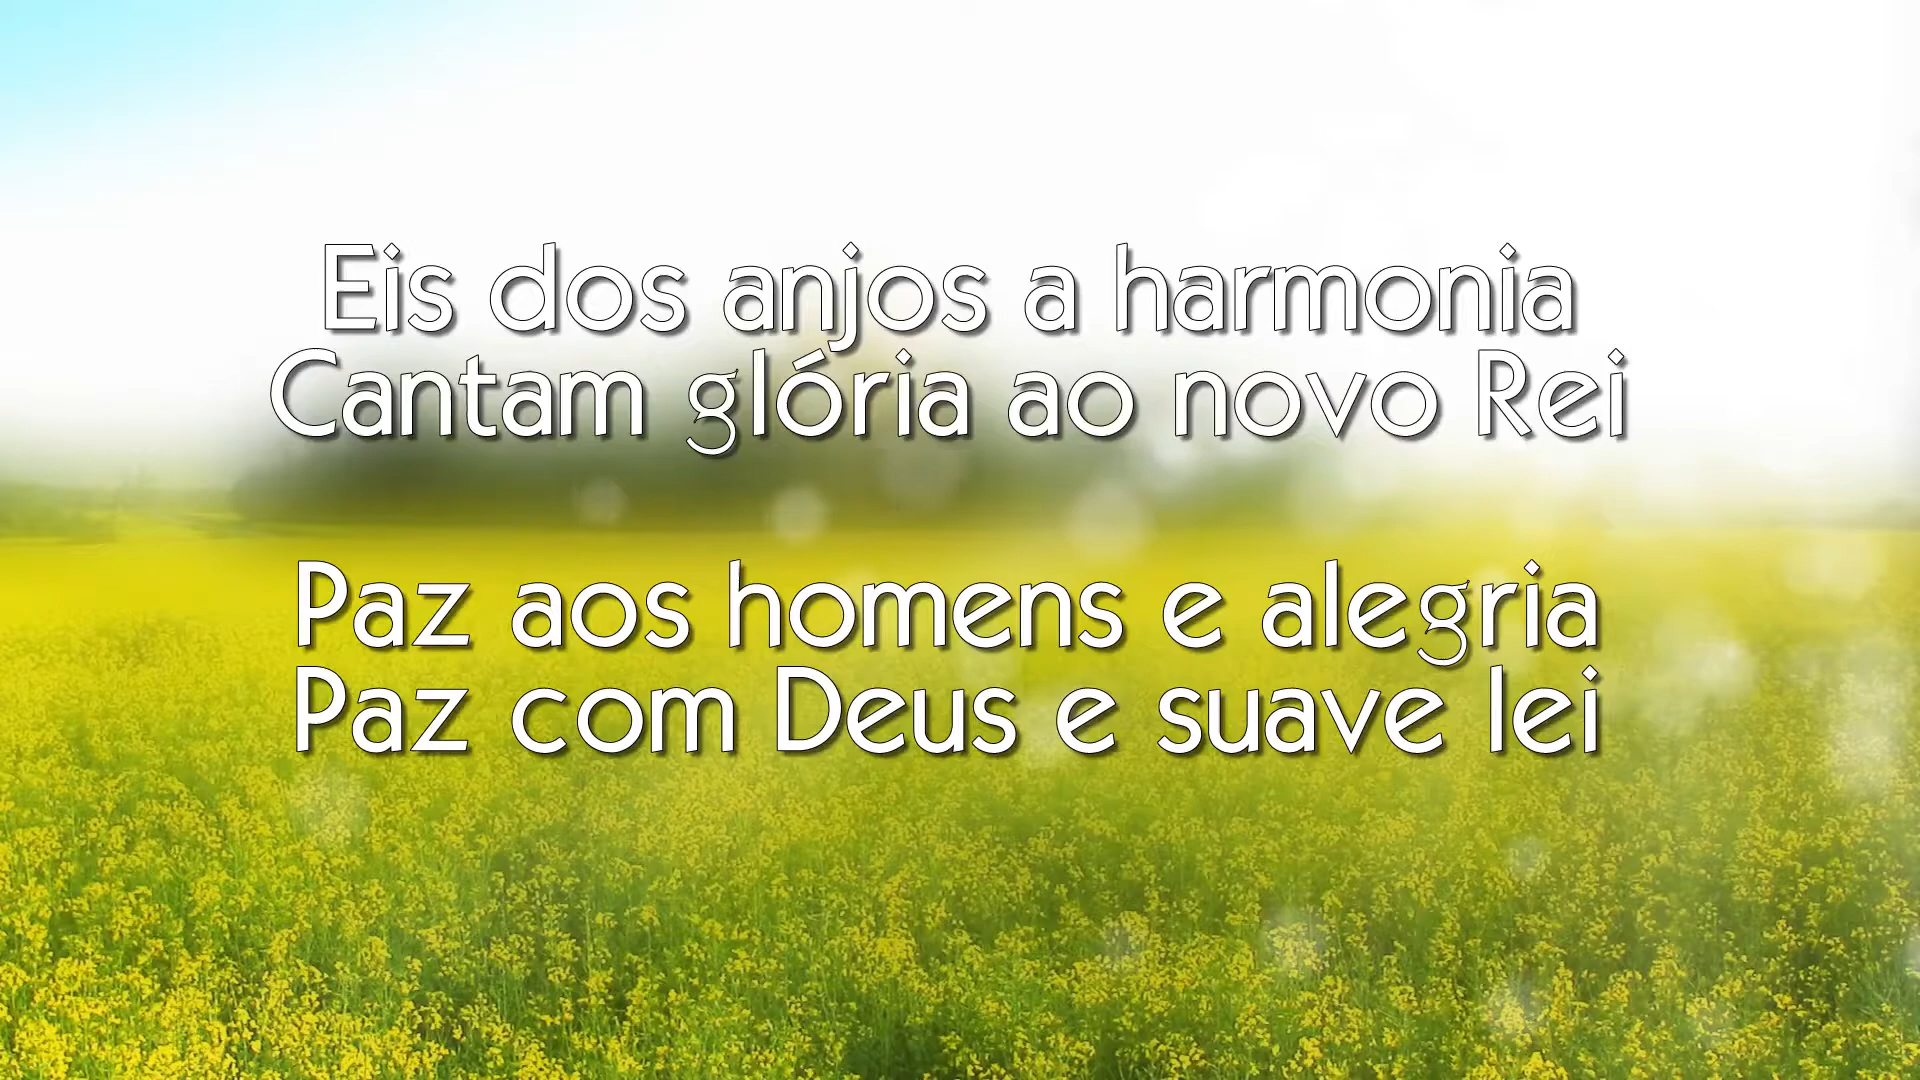 Eis dos anjos a harmonia
Cantam glória ao novo Rei
Paz aos homens e alegria
Paz com Deus e suave lei